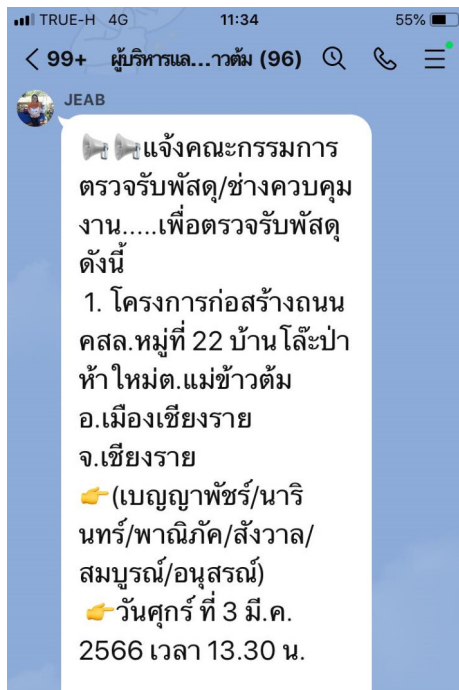 TRUE-H 4G 11:34 55%
99+ ผู้บริหารแล...าวต้ม (96)
JEAB
แจ้งคณะกรรมการ
ตรวจรับพัสดุ/ช่างควบคุม
งาน.....เพื่อตรวจรับพัสดุ
ดังนี้
1. โครงการก่อสร้างถนน
คสล.หมู่ที่ 22 บ้านโล๊ะป่า
ห้าใหม่ต.แม่ข้าวต้ม
อ.เมืองเชียงราย
จ.เชียงราย
(เบญญาพัชร์/นาริ
นทร์/พาณิภัค/สังวาล/
สมบูรณ์/อนุสรณ์)
วันศุกร์ ที่ 3 มี.ค.
2566 เวลา 13.30 น.